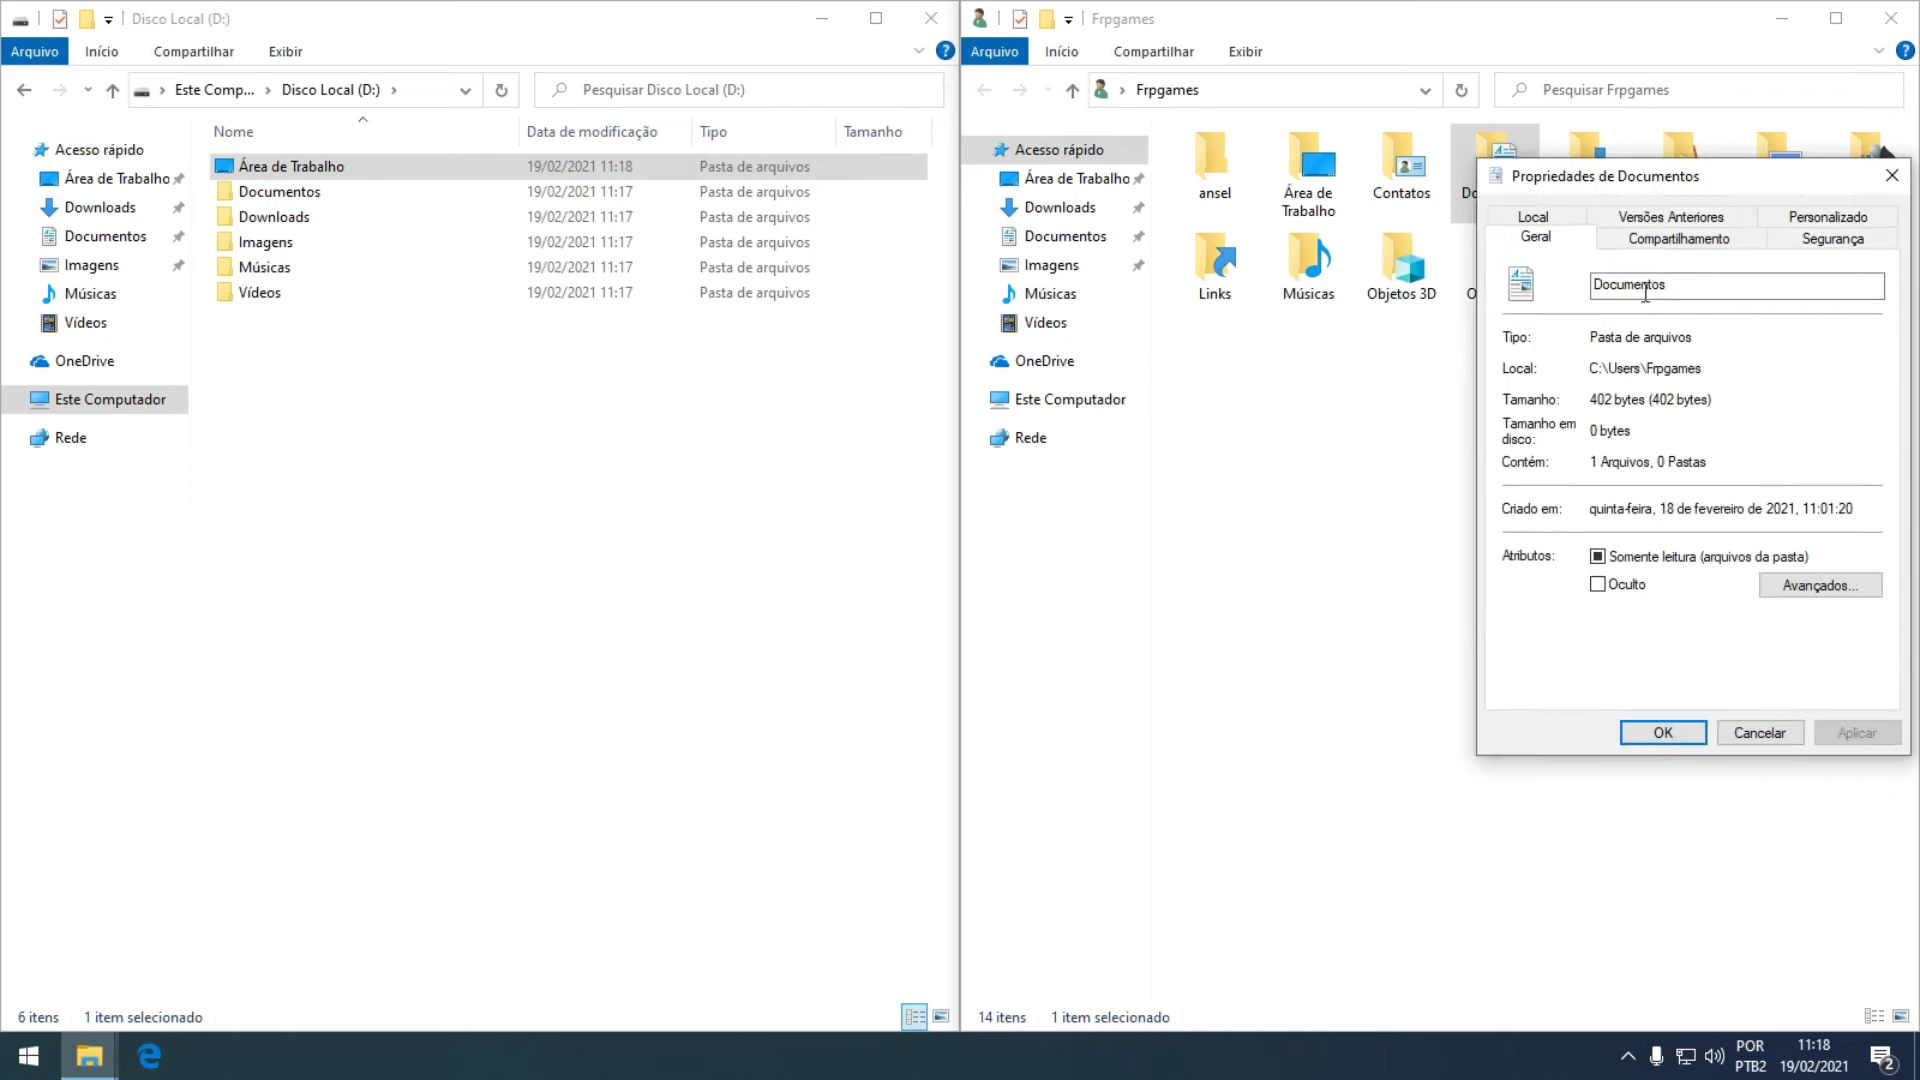 Disco Local (D:)
Arquivo Início Compartilhar Exibir
Este Comp... Disco Local (D:)
Pesquisar Disco Local (D:)
Acesso rápido
Área de Trabalho
Downloads
Documentos
Imagens
Músicas
Vídeos
OneDrive
Este Computador
Rede
Nome Data de modificação Tipo Tamanho
Área de Trabalho 19/02/2021 11:18 Pasta de arquivos
Documentos 19/02/2021 11:17 Pasta de arquivos
Downloads 19/02/2021 11:17 Pasta de arquivos
Imagens 19/02/2021 11:17 Pasta de arquivos
Músicas 19/02/2021 11:17 Pasta de arquivos
Vídeos 19/02/2021 11:17 Pasta de arquivos
6 itens 1 item selecionado
Frpgames
Arquivo Início Compartilhar Exibir
Frpgames
Pesquisar Frpgames
Acesso rápido
Área de Trabalho
Downloads
Documentos
Imagens
Músicas
Vídeos
OneDrive
Este Computador
Rede
ansel
Área de
Trabalho
Contatos
Links
Músicas
Objetos 3D
14 itens 1 item selecionado
Propriedades de Documentos
Local Versões Anteriores Personalizado
Geral Compartilhamento Segurança
Documentos
Tipo: Pasta de arquivos
Local: C:\Users\Frpgames
Tamanho: 402 bytes (402 bytes)
Tamanho em
disco: 0 bytes
Contém: 1 Arquivos, 0 Pastas
Criado em: quinta-feira, 18 de fevereiro de 2021, 11:01:20
Atributos: Somente leitura (arquivos da pasta)
Oculto Avançados...
OK Cancelar Aplicar
POR
PTB2
11:18
19/02/2021
2